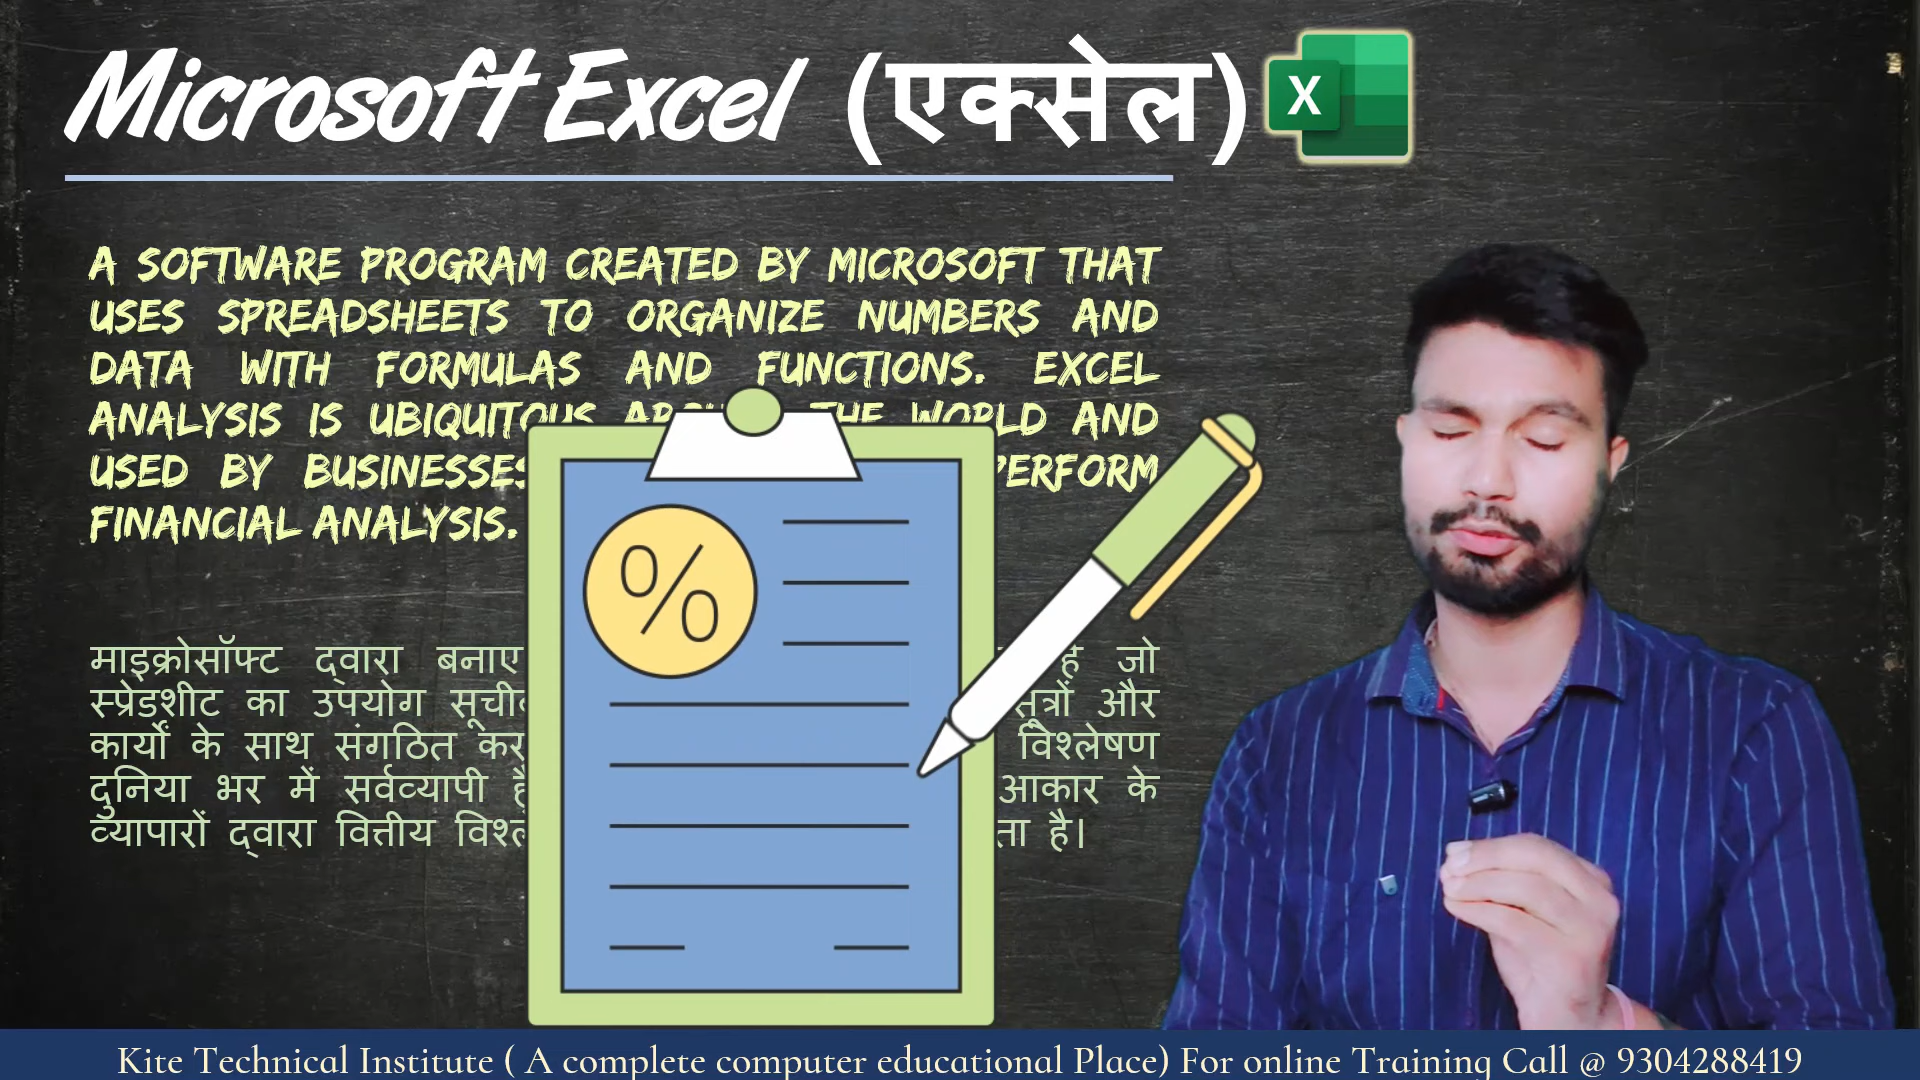 Microsoft Excel (एक्सेल)
X
A SOFTWARE PROGRAM CREATED BY MICROSOFT THAT
USES SPREADSHEETS TO ORGANIZE NUMBERS AND
DATA WITH FORMULAS AND FUNCTIONS. EXCEL
ANALYSIS IS UBIQUITOUS AROUND THE WORLD AND
USED BY BUSINESSES PERFORM
FINANCIAL ANALYSIS.
%
माइक्रोसॉफ्ट द्वारा बनाए है जो
स्प्रेडशीट का उपयोग सूत्रों और
कार्यों के साथ संगठित विश्लेषण
दुनिया भर में सर्वव्यापी आकार के
व्यापारों द्वारा वित्तीय है।
Kite Technical Institute ( A complete computer educational Place) For online Training Call @ 9304288419